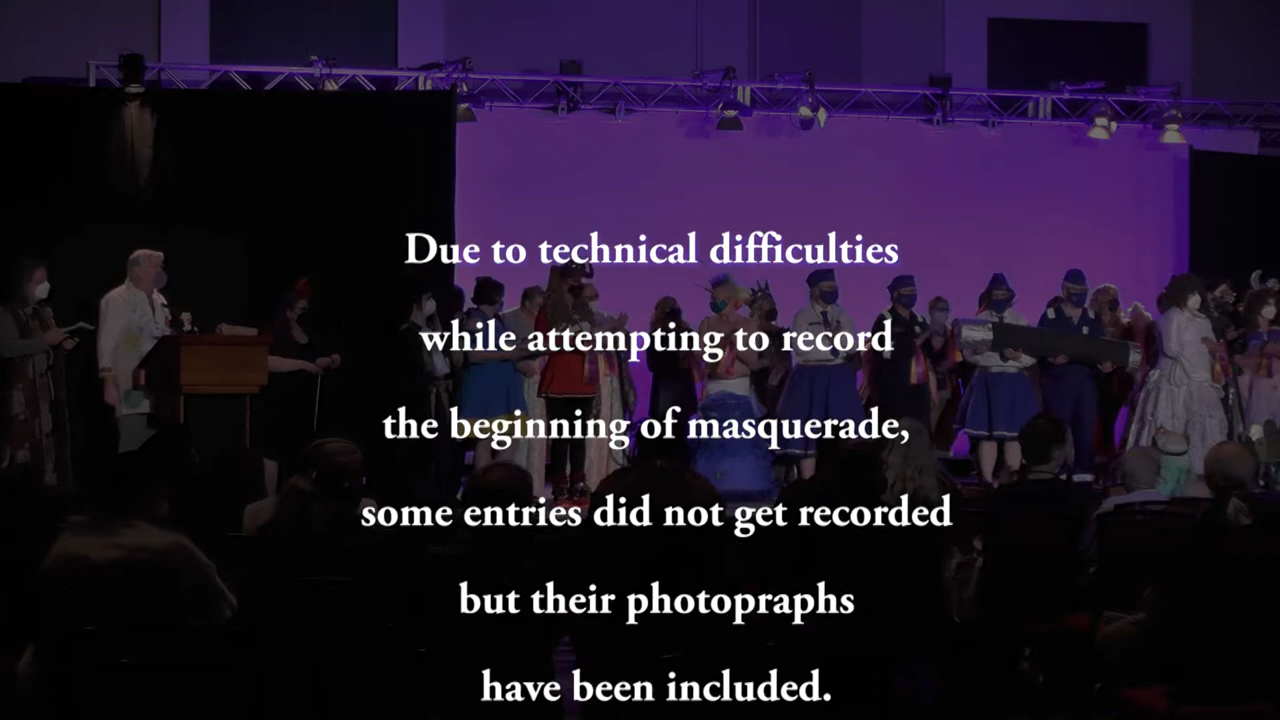 Due to technical difficulties
while attempting to record
the beginning of masquerade,
some entries did not get recorded
but their photopraphs
have been included.